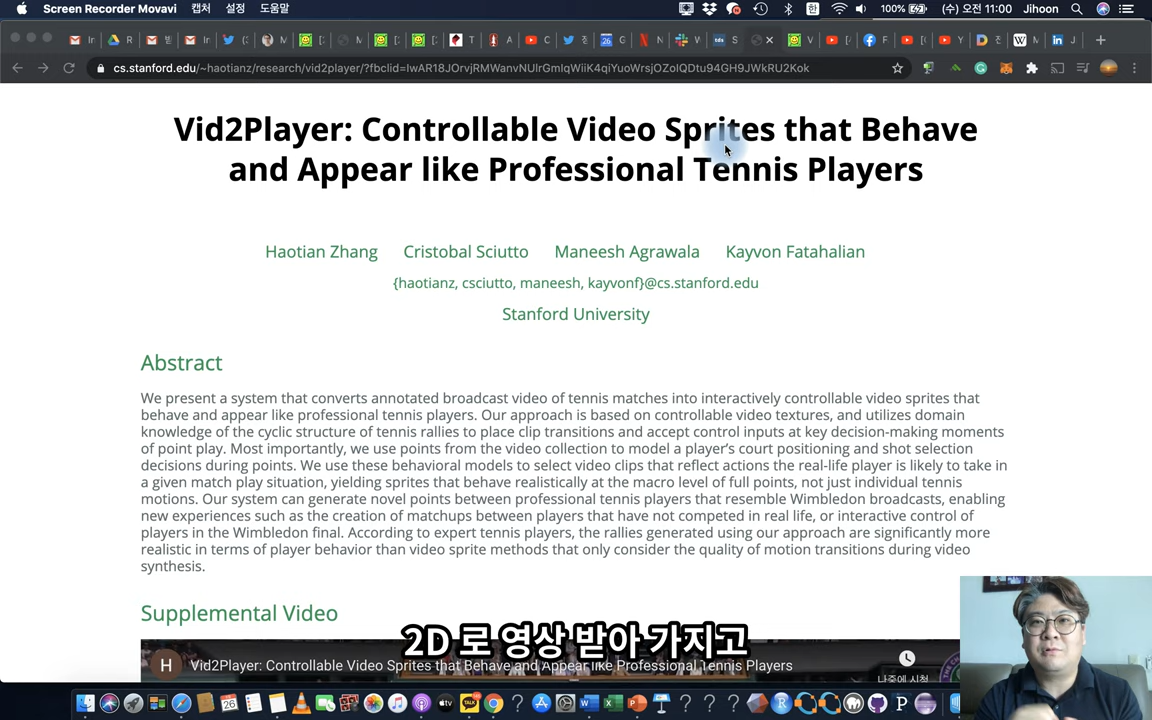 Screen Recorder Movavi 캡처 설정 도움말 한 100% (수) 오전 11:00 Jihoon
cs.stanford.edu/~haotianz/research/vid2player/?fbclid=IwAR18JOrvjRMWanvNUlrGmIqWiiK4qiYuoWrsjOZolQDtu94GH9JWkRU2Kok
Vid2Player: Controllable Video Sprites that Behave
and Appear like Professional Tennis Players
Haotian Zhang Cristobal Sciutto Maneesh Agrawala Kayvon Fatahalian
{haotianz, csciutto, maneesh, kayvonf}@cs.stanford.edu
Stanford University
Abstract
We present a system that converts annotated broadcast video of tennis matches into interactively controllable video sprites that
behave and appear like professional tennis players. Our approach is based on controllable video textures, and utilizes domain
knowledge of the cyclic structure of tennis rallies to place clip transitions and accept control inputs at key decision-making moments
of point play. Most importantly, we use points from the video collection to model a player's court positioning and shot selection
decisions during points. We use these behavioral models to select video clips that reflect actions the real-life player is likely to take in
a given match play situation, yielding sprites that behave realistically at the macro level of full points, not just individual tennis
motions. Our system can generate novel points between professional tennis players that resemble Wimbledon broadcasts, enabling
new experiences such as the creation of matchups between players that have not competed in real life, or interactive control of
players in the Wimbledon final. According to expert tennis players, the rallies generated using our approach are significantly more
realistic in terms of player behavior than video sprite methods that only consider the quality of motion transitions during video
synthesis.
Supplemental Video
2D 로 영상 받아 가지고
H Vid2Player: Controllable Video Sprites that Behave and Appear like Professional Tennis Players
나중에 시청